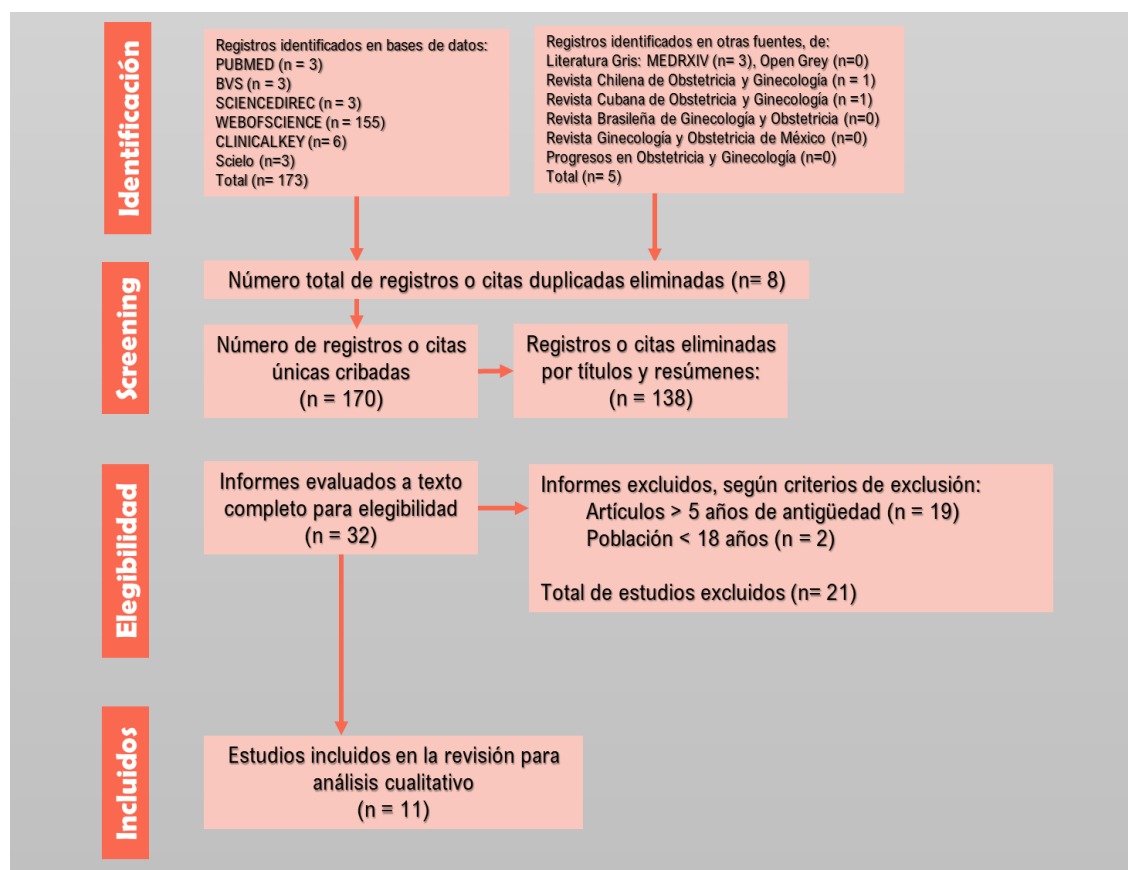 Identificación
Registros identificados en bases de datos:
PUBMED (n = 3)
BVS (n = 3)
SCIENCEDIREC (n = 3)
WEBOFSCIENCE (n = 155)
CLINICALKEY (n = 6)
Scielo (n=3)
Total (n= 173)
Registros identificados en otras fuentes, de:
Literatura Gris: MEDRXIV (n= 3), Open Grey (n=0)
Revista Chilena de Obstetricia y Ginecología (n = 1)
Revista Cubana de Obstetricia y Ginecología (n =1)
Revista Brasileña de Ginecología y Obstetricia (n=0)
Revista Ginecología y Obstetricia de México (n=0)
Progresos en Obstetricia y Ginecología (n=0)
Total (n= 5)
Screening
Número total de registros o citas duplicadas eliminadas (n= 8)
Número de registros o citas
únicas cribadas
(n = 170)
Registros o citas eliminadas
por títulos y resúmenes:
(n = 138)
Elegibilidad
Informes evaluados a texto
completo para elegibilidad
(n = 32)
Informes excluidos, según criterios de exclusión:
Artículos > 5 años de antigüedad (n = 19)
Población < 18 años (n = 2)
Total de estudios excluidos (n= 21)
Incluidos
Estudios incluidos en la revisión para
análisis cualitativo
(n = 11)